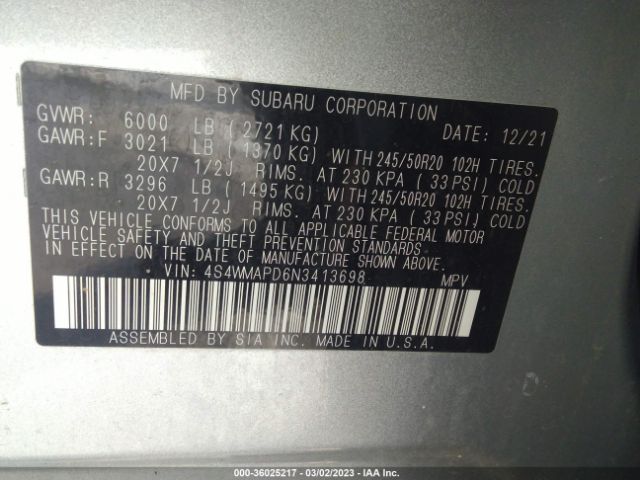 MFD BY SUBARU CORPORATION
GVWR: 6000 LB (2721 KG) DATE: 12/21
GAWR:F 3021 LB (1370 KG) WITH 245/50R20 102H TIRES.
20X7 1/2J RIMS. AT 230 KPA (33 PSI) COLD
GAWR:R 3296 LB (1495 KG) WITH 245/50R20 102H TIRES.
20X7 1/2J RIMS. AT 230 KPA (33 PSI) COLD
THIS VEHICLE CONFORMS TO ALL APPLICABLE FEDERAL MOTOR
VEHICLE SAFETY AND THEFT PREVENTION STANDARDS
IN EFFECT ON THE DATE OF MANUFACTURE SHOWN ABOVE.
VIN: 4S4WMAPD6N3413698 MPV
ASSEMBLED BY SIA INC. MADE IN U.S.A.
000-36025217 - 03/02/2023 - IAA Inc.